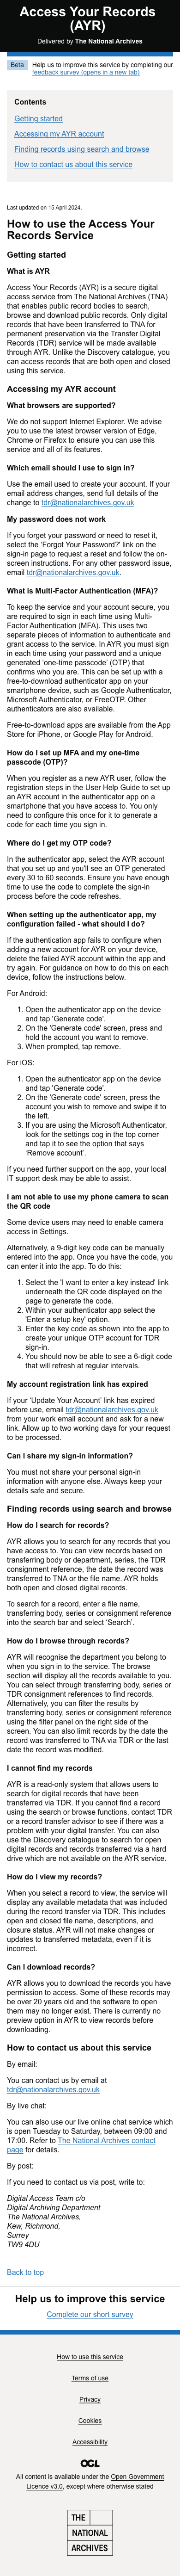 Access Your Records
(AYR)
Delivered by The National Archives
Beta
Help us to improve this service by completing our
feedback survey (opens in a new tab)
Contents
Getting started
Accessing my AYR account
Finding records using search and browse
How to contact us about this service
Last updated on 15 April 2024.
How to use the Access Your
Records Service
Getting started
What is AYR
Access Your Records (AYR) is a secure digital
access service from The National Archives (TNA)
that enables public record bodies to search,
browse and download public records. Only digital
records that have been transferred to TNA for
permanent preservation via the Transfer Digital
Records (TDR) service will be made available
through AYR. Unlike the Discovery catalogue, you
can access records that are both open and closed
using this service.
Accessing my AYR account
What browsers are supported?
We do not support Internet Explorer. We advise
you to use the latest browser version of Edge,
Chrome or Firefox to ensure you can use this
service and all of its features.
Which email should I use to sign in?
Use the email used to create your account. If your
email address changes, send full details of the
change to tdr@nationalarchives.gov.uk
My password does not work
If you forget your password or need to reset it,
select the 'Forgot Your Password?' link on the
sign-in page to request a reset and follow the on-
screen instructions. For any other password issue,
email tdr@nationalarchives.gov.uk.
What is Multi-Factor Authentication (MFA)?
To keep the service and your account secure, you
are required to sign in each time using Multi-
Factor Authentication (MFA). This uses two
separate pieces of information to authenticate and
grant access to the service. In AYR you must sign
in each time using your password and a unique
generated 'one-time passcode' (OTP) that
confirms who you are. This can be set up with a
free-to-download authenticator app on your
smartphone device, such as Google Authenticator,
Microsoft Authenticator, or FreeOTP. Other
authenticators are also available.
Free-to-download apps are available from the App
Store for iPhone, or Google Play for Android.
How do I set up MFA and my one-time
passcode (OTP)?
When you register as a new AYR user, follow the
registration steps in the User Help Guide to set up
an AYR account in the authenticator app on a
smartphone that you have access to. You only
need to configure this once for it to generate a
code for each time you sign in.
Where do I get my OTP code?
In the authenticator app, select the AYR account
that you set up and you'll see an OTP generated
every 30 to 60 seconds. Ensure you have enough
time to use the code to complete the sign-in
process before the code refreshes.
When setting up the authenticator app, my
configuration failed - what should I do?
If the authentication app fails to configure when
adding a new account for AYR on your device,
delete the failed AYR account within the app and
try again. For guidance on how to do this on each
device, follow the instructions below.
For Android:
1. Open the authenticator app on the device
and tap 'Generate code'.
2. On the 'Generate code' screen, press and
hold the account you want to remove.
3. When prompted, tap remove.
For iOS:
1. Open the authenticator app on the device
and tap 'Generate code'.
2. On the 'Generate code' screen, press the
account you wish to remove and swipe it to
the left.
3. If you are using the Microsoft Authenticator,
look for the settings cog in the top corner
and tap it to see the option that says
'Remove account'.
If you need further support on the app, your local
IT support desk may be able to assist.
I am not able to use my phone camera to scan
the QR code
Some device users may need to enable camera
access in Settings.
Alternatively, a 9-digit key code can be manually
entered into the app. Once you have the code, you
can enter it into the app. To do this:
1. Select the 'I want to enter a key instead' link
underneath the QR code displayed on the
page to generate the code.
2. Within your authenticator app select the
'Enter a setup key' option.
3. Enter the key code as shown into the app to
create your unique OTP account for TDR
sign-in.
4. You should now be able to see a 6-digit code
that will refresh at regular intervals.
My account registration link has expired
If your 'Update Your Account' link has expired
before use, email tdr@nationalarchives.gov.uk
from your work email account and ask for a new
link. Allow up to two working days for your request
to be processed.
Can I share my sign-in information?
You must not share your personal sign-in
information with anyone else. Always keep your
details safe and secure.
Finding records using search and browse
How do I search for records?
AYR allows you to search for any records that you
have access to. You can view records based on
transferring body or department, series, the TDR
consignment reference, the date the record was
transferred to TNA or the file name. AYR holds
both open and closed digital records.
To search for a record, enter a file name,
transferring body, series or consignment reference
into the search bar and select 'Search'.
How do I browse through records?
AYR will recognise the department you belong to
when you sign in to the service. The browse
section will display all the records available to you.
You can select through transferring body, series or
TDR consignment references to find records.
Alternatively, you can filter the results by
transferring body, series or consignment reference
using the filter panel on the right side of the
screen. You can also limit records by the date the
record was transferred to TNA via TDR or the last
date the record was modified.
I cannot find my records
AYR is a read-only system that allows users to
search for digital records that have been
transferred via TDR. If you cannot find a record
using the search or browse functions, contact TDR
or a record transfer advisor to see if there was a
problem with your digital transfer. You can also
use the Discovery catalogue to search for open
digital records and records transferred via a hard
drive which are not available on the AYR service.
How do I view my records?
When you select a record to view, the service will
display any available metadata that was included
during the record transfer via TDR. This includes
open and closed file name, descriptions, and
closure status. AYR will not make changes or
updates to transferred metadata, even if it is
incorrect.
Can I download records?
AYR allows you to download the records you have
permission to access. Some of these records may
be over 20 years old and the software to open
them may no longer exist. There is currently no
preview option in AYR to view records before
downloading.
How to contact us about this service
By email:
You can contact us by email at
tdr@nationalarchives.gov.uk
By live chat:
You can also use our live online chat service which
is open Tuesday to Saturday, between 09:00 and
17:00. Refer to The National Archives contact
page for details.
By post:
If you need to contact us via post, write to:
Digital Access Team c/o
Digital Archiving Department
The National Archives,
Kew, Richmond,
Surrey
TW9 4DU
Back to top
Help us to improve this service
Complete our short survey
How to use this service
Terms of use
Privacy
Cookies
Accessibility
OGL
All content is available under the Open Government
Licence v3.0, except where otherwise stated
THE
NATIONAL
ARCHIVES